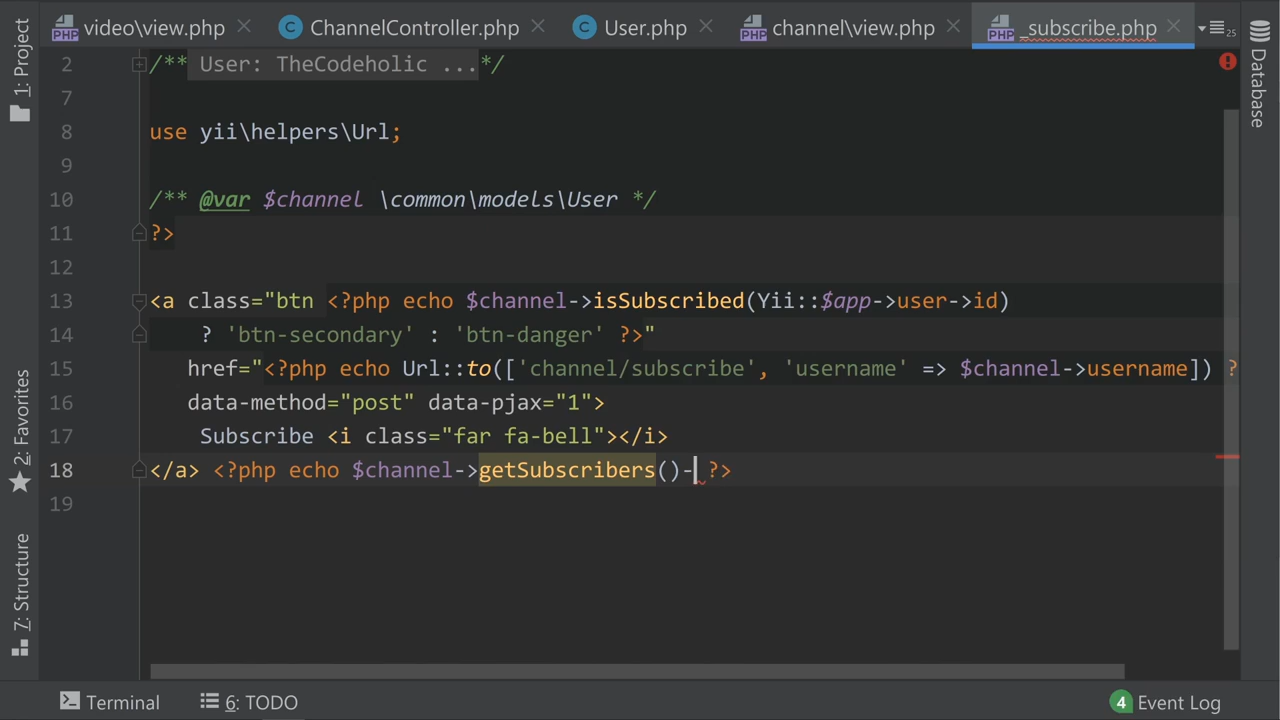 video\view.php
ChannelController.php
User.php
channel\view.php
_subscribe.php
25
1: Project
2: Favorites
7: Structure
Database
2 /** User: TheCodeholic ...*/
7
8 use yii\helpers\Url;
9
10 /** @var $channel \common\models\User */
11 ?>
12
13 <a class="btn <?php echo $channel->isSubscribed(Yii::$app->user->id)
14 ? 'btn-secondary' : 'btn-danger' ?>"
15 href="<?php echo Url::to(['channel/subscribe', 'username' => $channel->username]) ?
16 data-method="post" data-pjax="1">
17 Subscribe <i class="far fa-bell"></i>
18 </a> <?php echo $channel->getSubscribers()- ?>
19
Terminal
6: TODO
4 Event Log